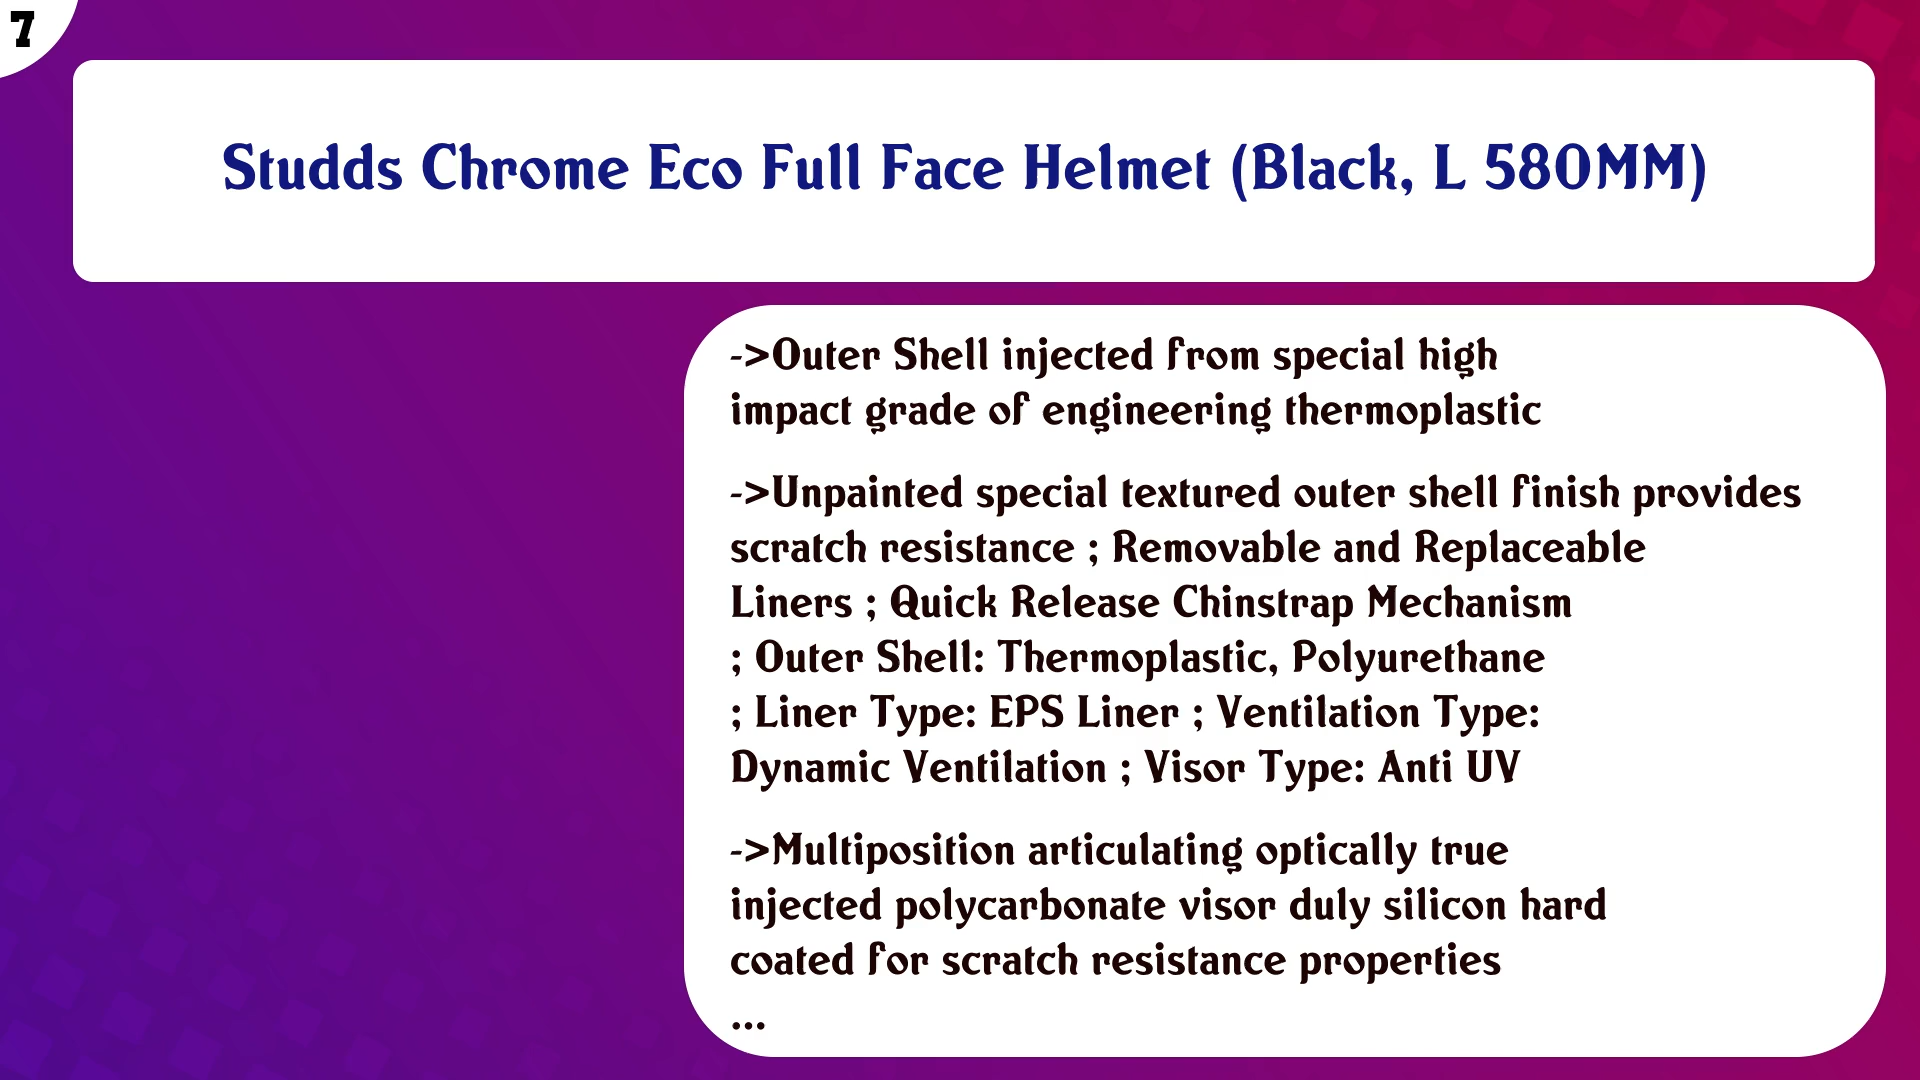 7
Studds Chrome Eco Full Face Helmet (Black, L 580MM)
->Outer Shell injected from special high
impact grade of engineering thermoplastic
->Unpainted special textured outer shell finish provides
scratch resistance ; Removable and Replaceable
Liners ; Quick Release Chinstrap Mechanism
; Outer Shell: Thermoplastic, Polyurethane
; Liner Type: EPS Liner ; Ventilation Type:
Dynamic Ventilation ; Visor Type: Anti UV
->Multiposition articulating optically true
injected polycarbonate visor duly silicon hard
coated for scratch resistance properties
...